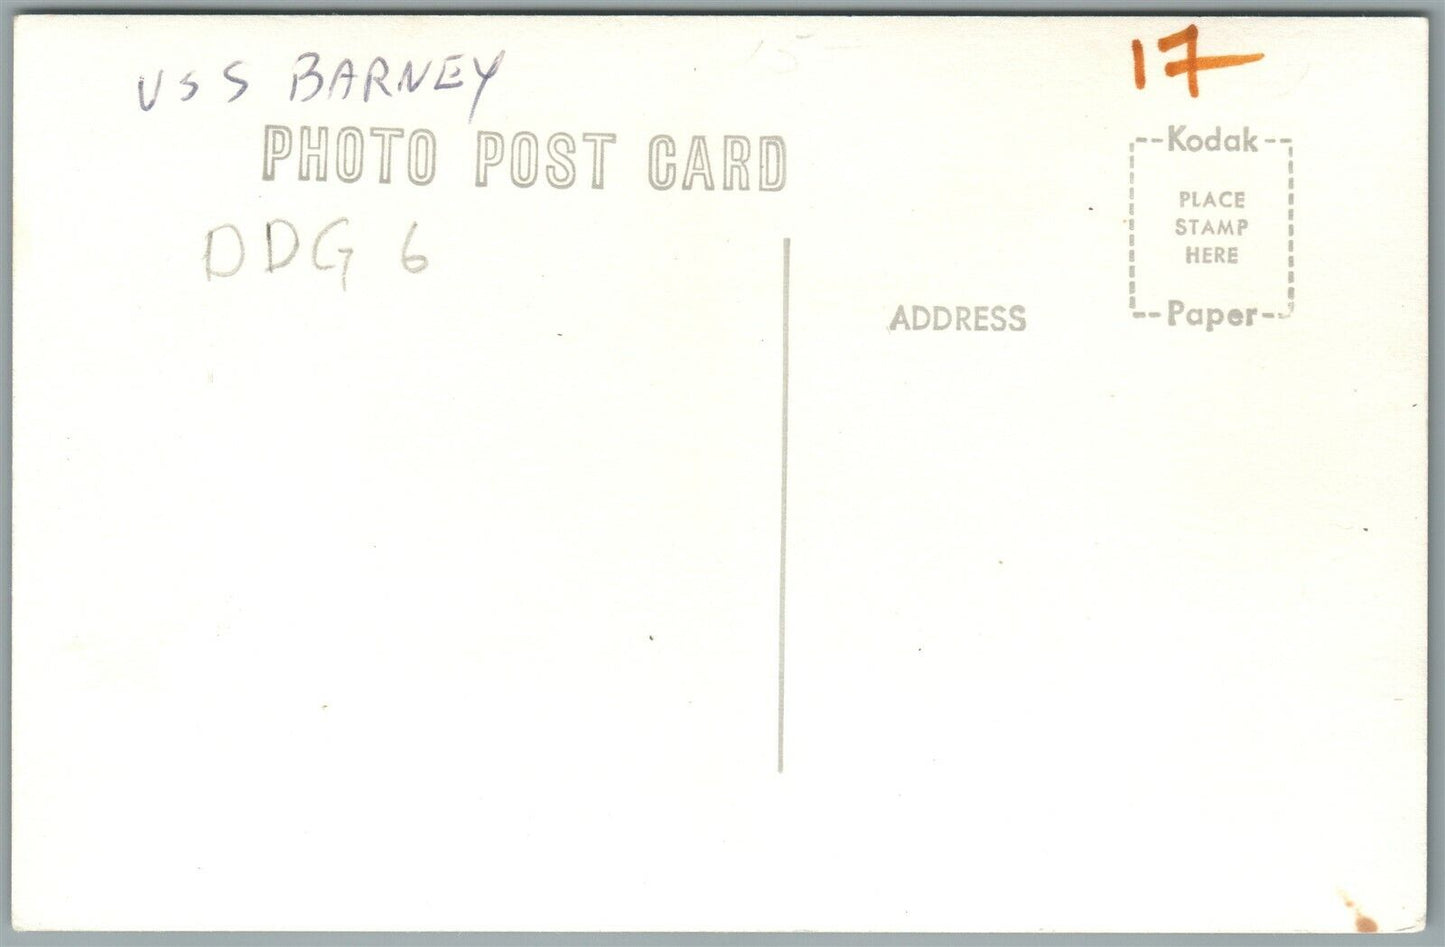 USS BARNEY
17
PHOTO POST CARD
Kodak
PLACE
STAMP
HERE
Paper
DDG 6
ADDRESS